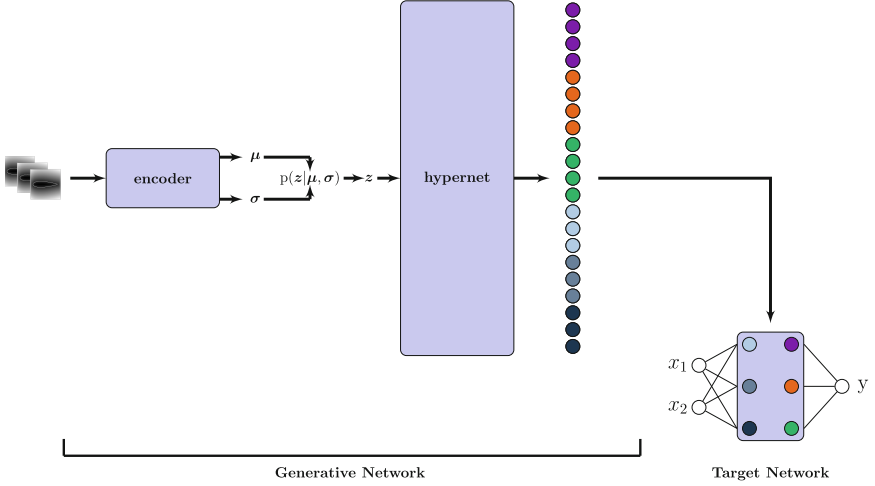 encoder
μ
σ
p(z|μ, σ)
z
hypernet
x₁
x₂
y
Generative Network
Target Network